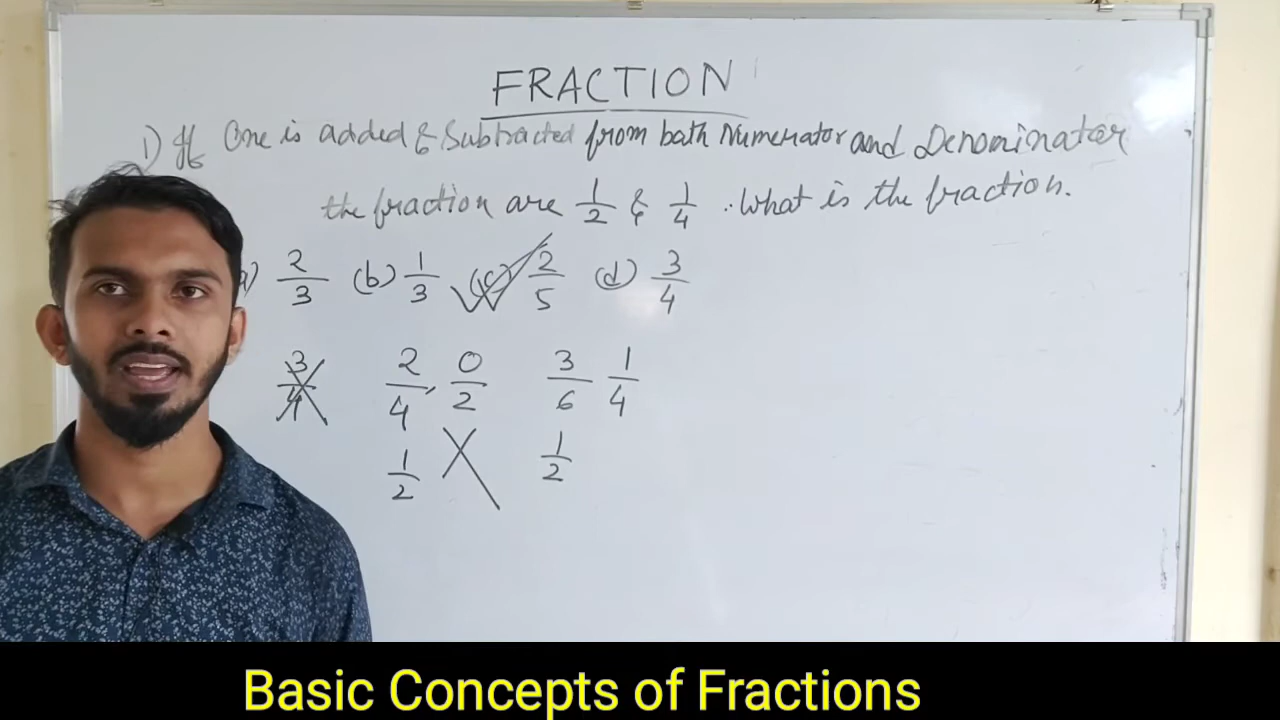 FRACTION
1) If One is added & Subtracted from bath Numerator and Denominator
the fraction are 1/2 & 1/4 . What is the fraction.
a) 2/3 (b) 1/3 (c) 2/5 (d) 3/4
3/4 2/4, 0/2 3/6 1/4
1/2 1/2
Basic Concepts of Fractions